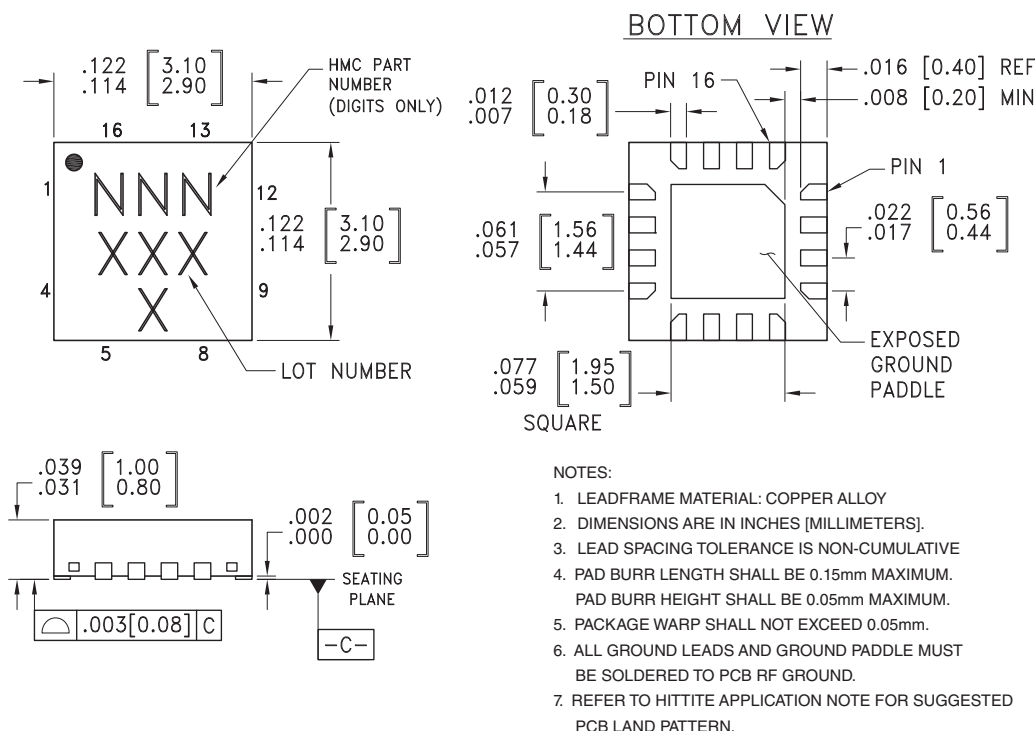 BOTTOM VIEW
.122 [3.10]
.114 [2.90]
HMC PART
NUMBER
(DIGITS ONLY)
16 13
1
12
4
9
5 8
NNN
XXX
X
.122 [3.10]
.114 [2.90]
LOT NUMBER
.012 [0.30]
.007 [0.18]
PIN 16
.016 [0.40] REF
.008 [0.20] MIN
PIN 1
.061 [1.56]
.057 [1.44]
.022 [0.56]
.017 [0.44]
EXPOSED
GROUND
PADDLE
.077 [1.95]
.059 [1.50]
SQUARE
.039 [1.00]
.031 [0.80]
.002 [0.05]
.000 [0.00]
SEATING
PLANE
.003[0.08] C
-C-
NOTES:
1. LEADFRAME MATERIAL: COPPER ALLOY
2. DIMENSIONS ARE IN INCHES [MILLIMETERS].
3. LEAD SPACING TOLERANCE IS NON-CUMULATIVE
4. PAD BURR LENGTH SHALL BE 0.15mm MAXIMUM.
PAD BURR HEIGHT SHALL BE 0.05mm MAXIMUM.
5. PACKAGE WARP SHALL NOT EXCEED 0.05mm.
6. ALL GROUND LEADS AND GROUND PADDLE MUST
BE SOLDERED TO PCB RF GROUND.
7. REFER TO HITTITE APPLICATION NOTE FOR SUGGESTED
PCB LAND PATTERN.